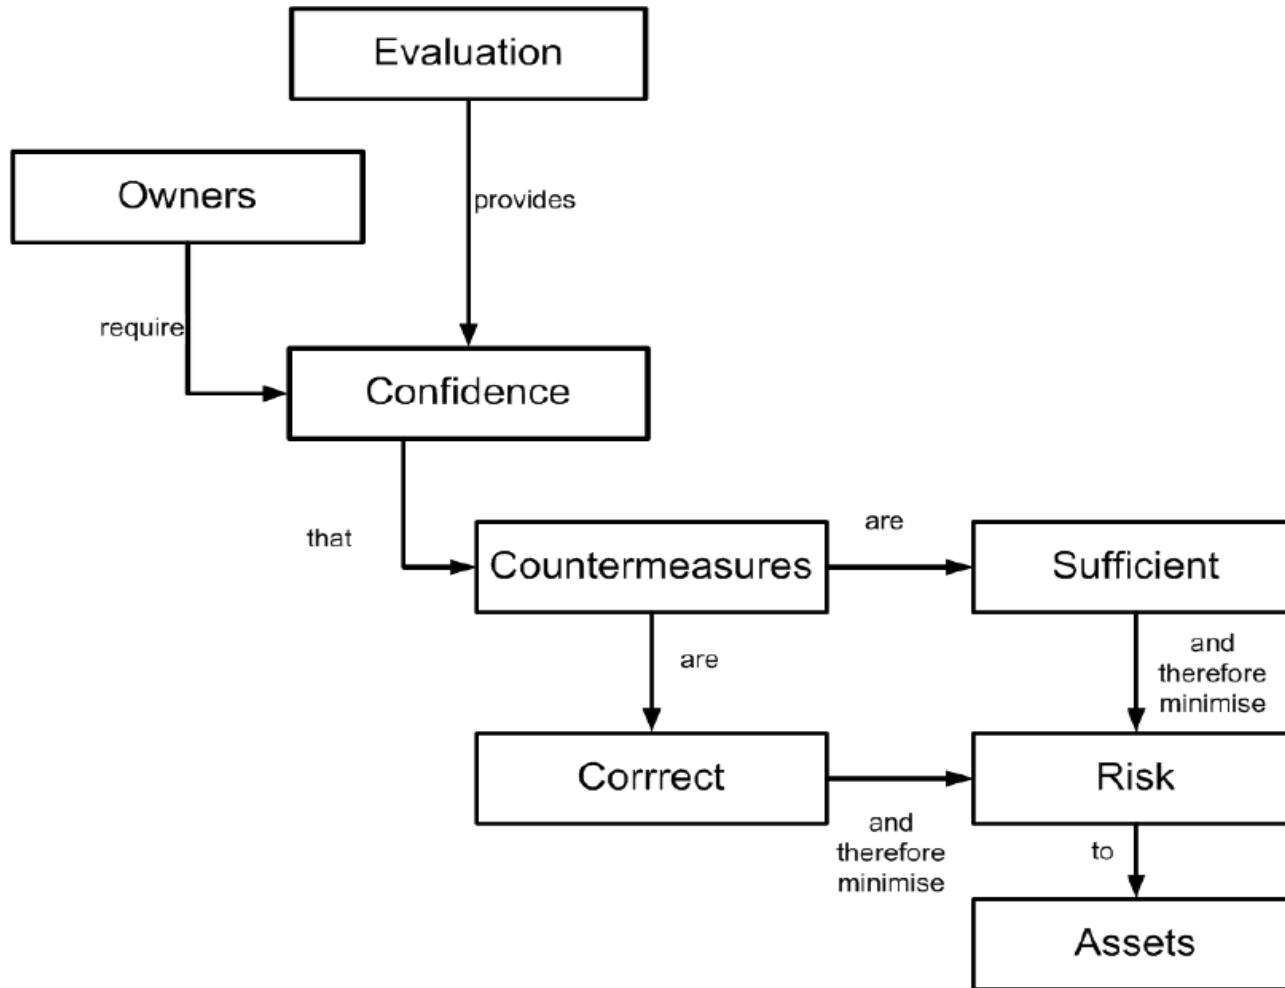 Evaluation
Owners
provides
require
Confidence
that
Countermeasures
are
Sufficient
are
and
therefore
minimise
Corrrect
and
therefore
minimise
Risk
to
Assets